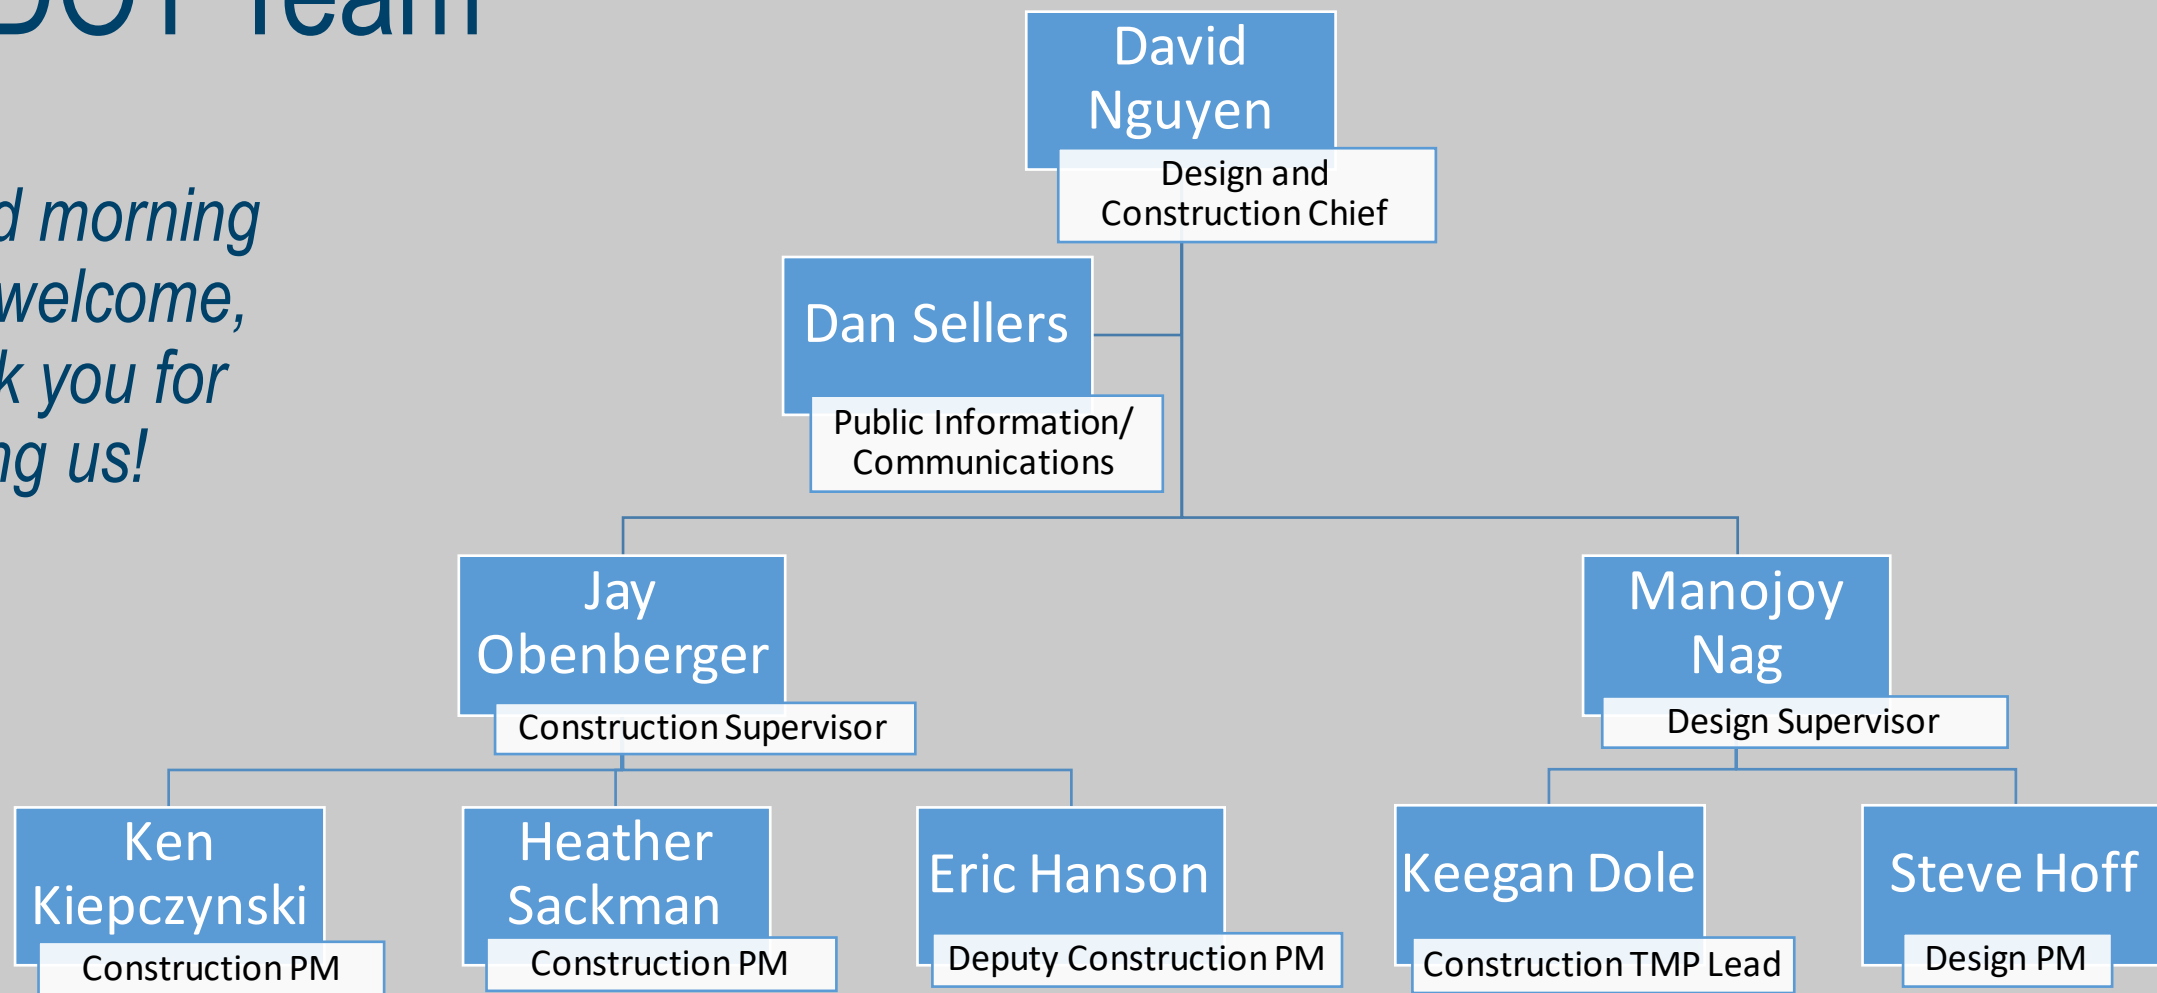 DOT Team
morning
welcome,
you for
us!
David
Nguyen
Design and
Construction Chief
Dan Sellers
Public Information/
Communications
Jay
Obenberger
Construction Supervisor
Manojoy
Nag
Design Supervisor
Ken
Kiepczynski
Construction PM
Heather
Sackman
Construction PM
Eric Hanson
Deputy Construction PM
Keegan Dole
Construction TMP Lead
Steve Hoff
Design PM